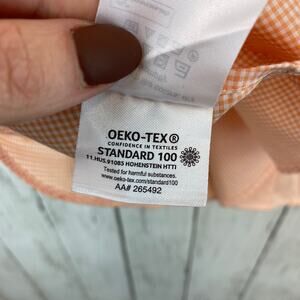 OEKO-TEX®
CONFIDENCE IN TEXTILES
STANDARD 100
11.HUS.91083 HOHENSTEIN HTTI
Tested for harmful substances.
www.oeko-tex.com/standard100
AA# 265492